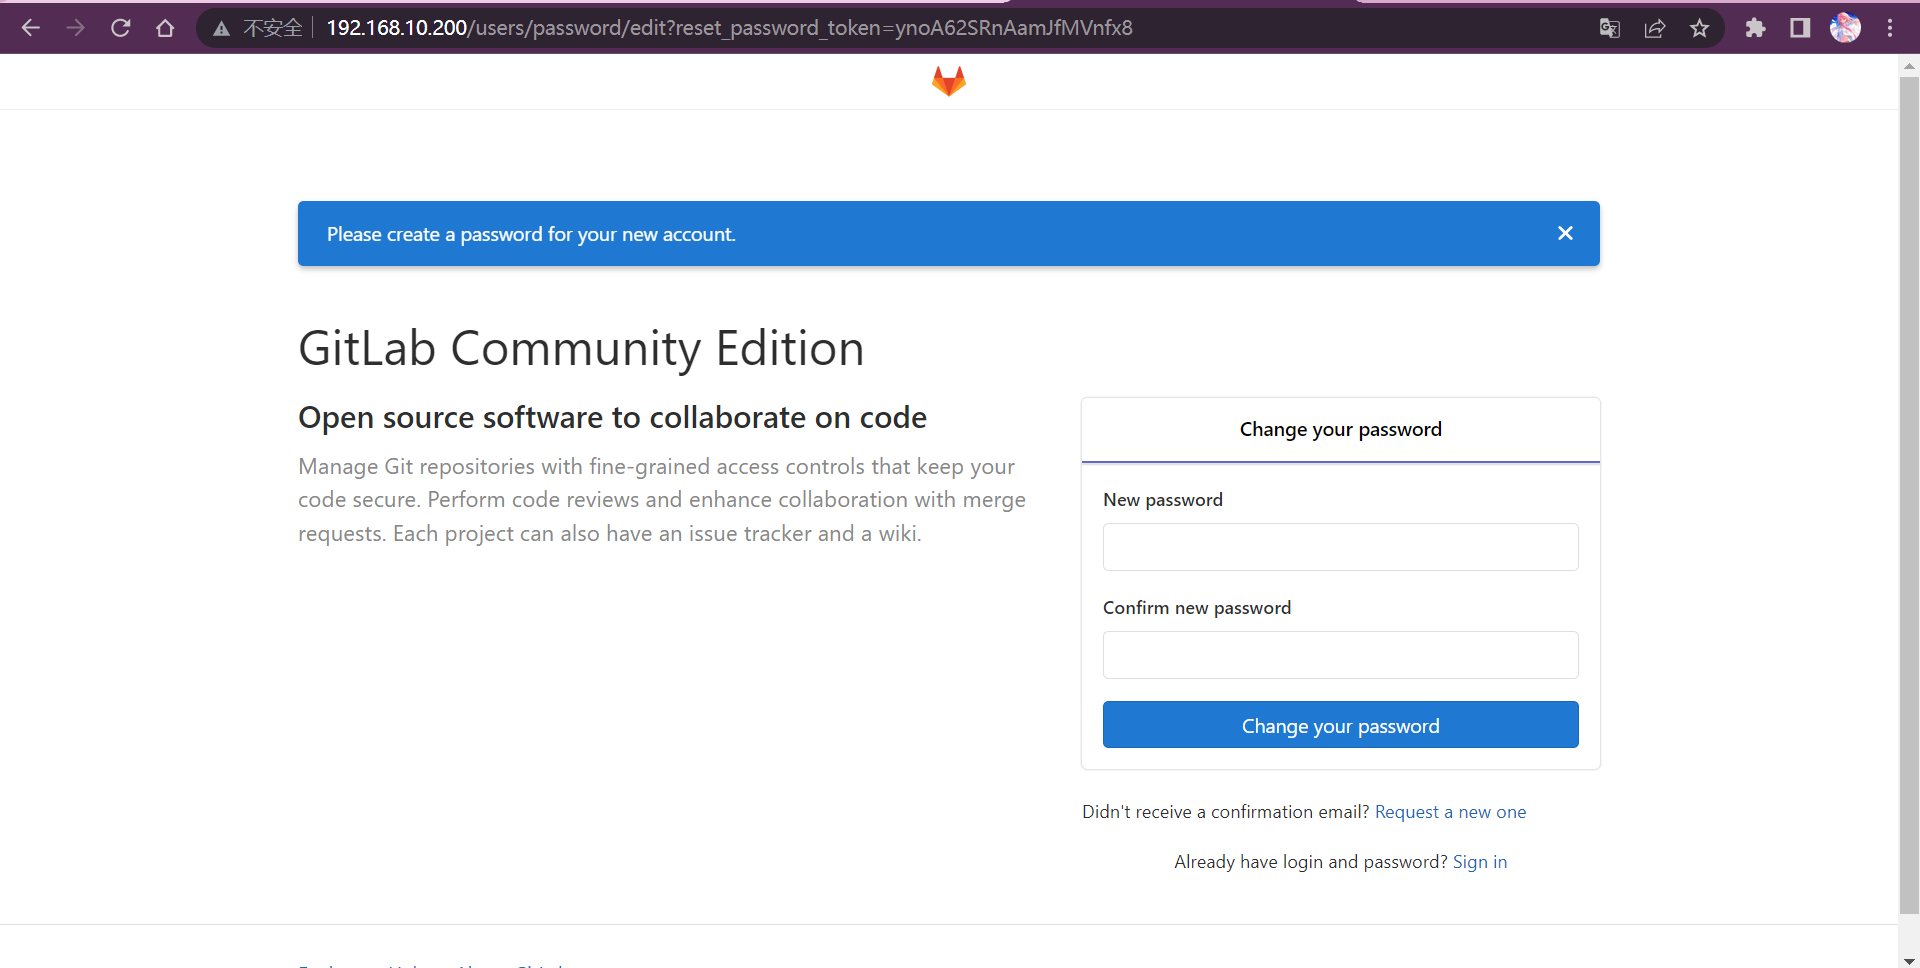 不安全 192.168.10.200/users/password/edit?reset_password_token=ynoA62SRnAamJfMVnfx8
Please create a password for your new account.
GitLab Community Edition
Open source software to collaborate on code
Manage Git repositories with fine-grained access controls that keep your
code secure. Perform code reviews and enhance collaboration with merge
requests. Each project can also have an issue tracker and a wiki.
Change your password
New password
Confirm new password
Change your password
Didn't receive a confirmation email? Request a new one
Already have login and password? Sign in